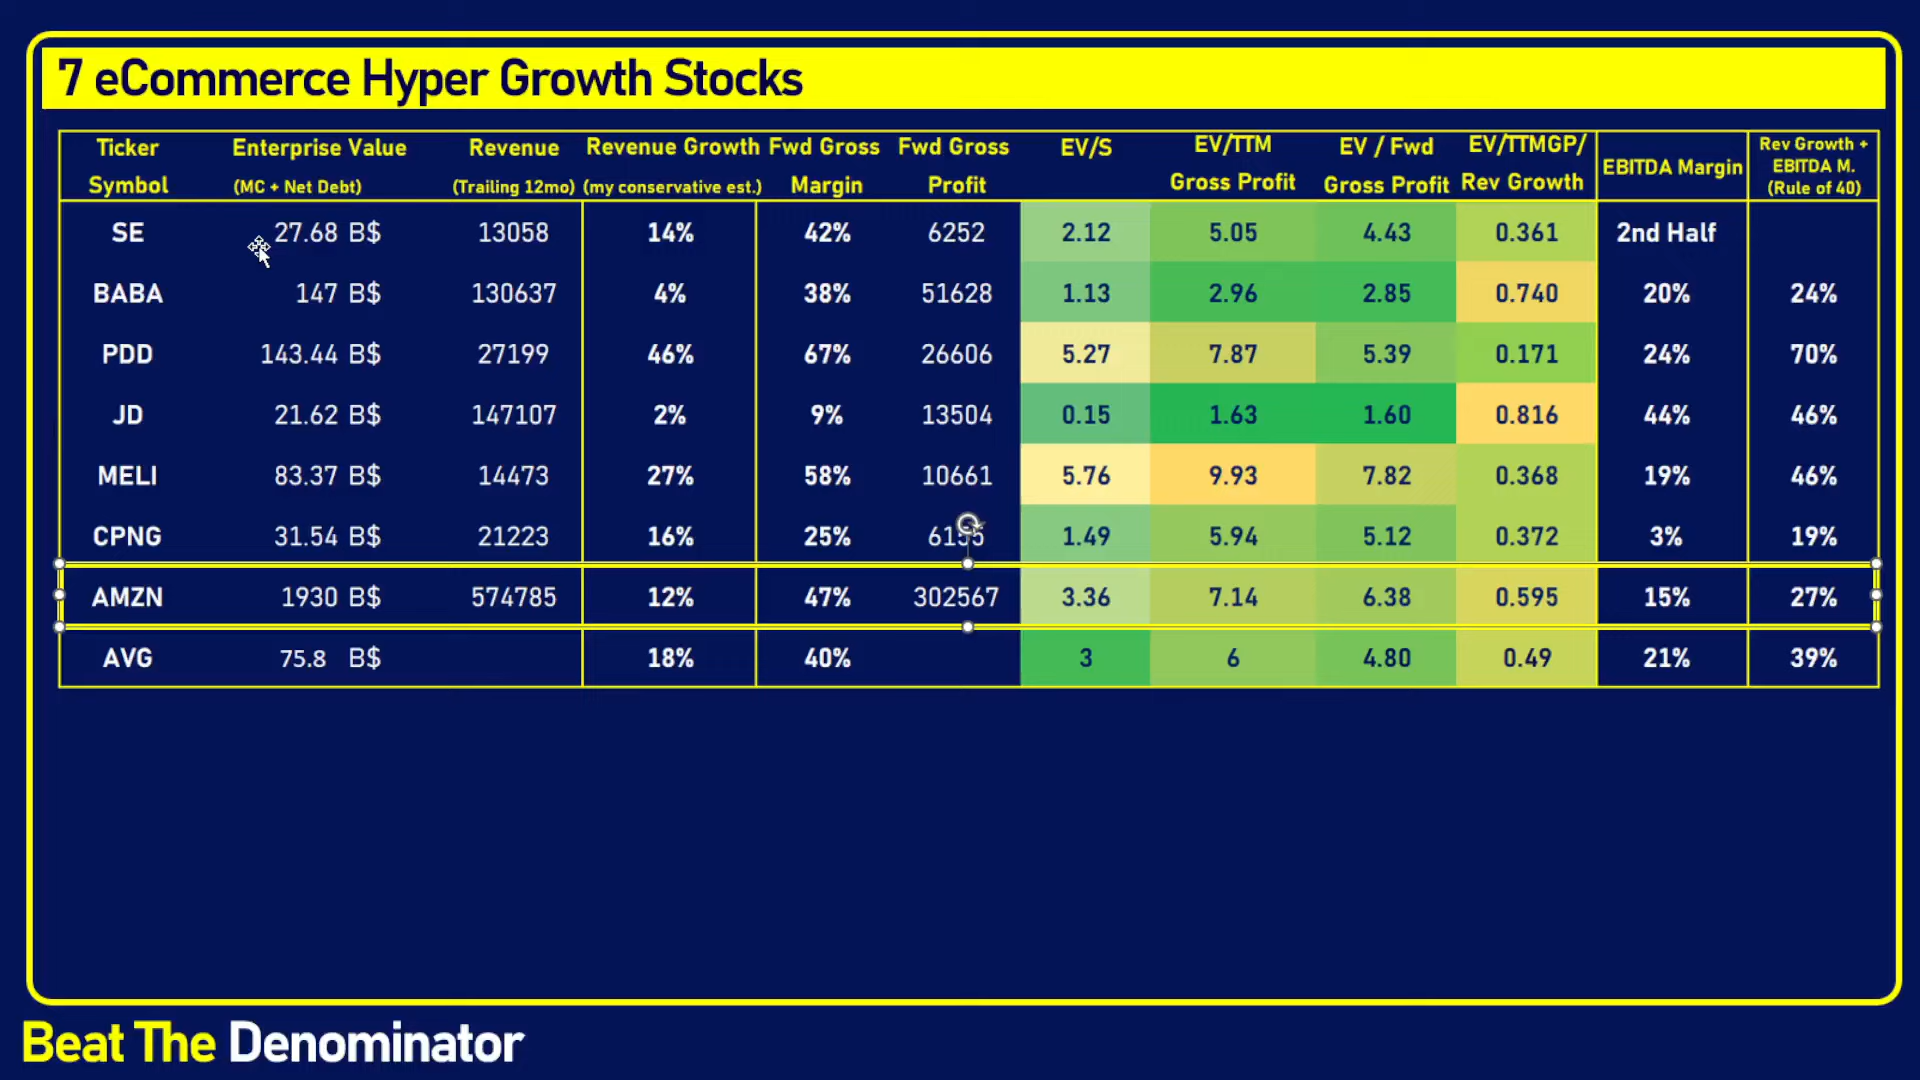 7 eCommerce Hyper Growth Stocks
Ticker Symbol Enterprise Value (MC + Net Debt) Revenue (Trailing 12mo) Revenue Growth (my conservative est.) Fwd Gross Margin Fwd Gross Profit EV/S EV/TTM Gross Profit EV / Fwd Gross Profit EV/TTMGP/ Rev Growth EBITDA Margin Rev Growth + EBITDA M. (Rule of 40)
SE 27.68 B$ 13058 14% 42% 6252 2.12 5.05 4.43 0.361 2nd Half
BABA 147 B$ 130637 4% 38% 51628 1.13 2.96 2.85 0.740 20% 24%
PDD 143.44 B$ 27199 46% 67% 26606 5.27 7.87 5.39 0.171 24% 70%
JD 21.62 B$ 147107 2% 9% 13504 0.15 1.63 1.60 0.816 44% 46%
MELI 83.37 B$ 14473 27% 58% 10661 5.76 9.93 7.82 0.368 19% 46%
CPNG 31.54 B$ 21223 16% 25% 1.49 5.94 5.12 0.372 3% 19%
AMZN 1930 B$ 574785 12% 47% 302567 3.36 7.14 6.38 0.595 15% 27%
AVG 75.8 B$ 18% 40% 3 6 4.80 0.49 21% 39%
Beat The Denominator